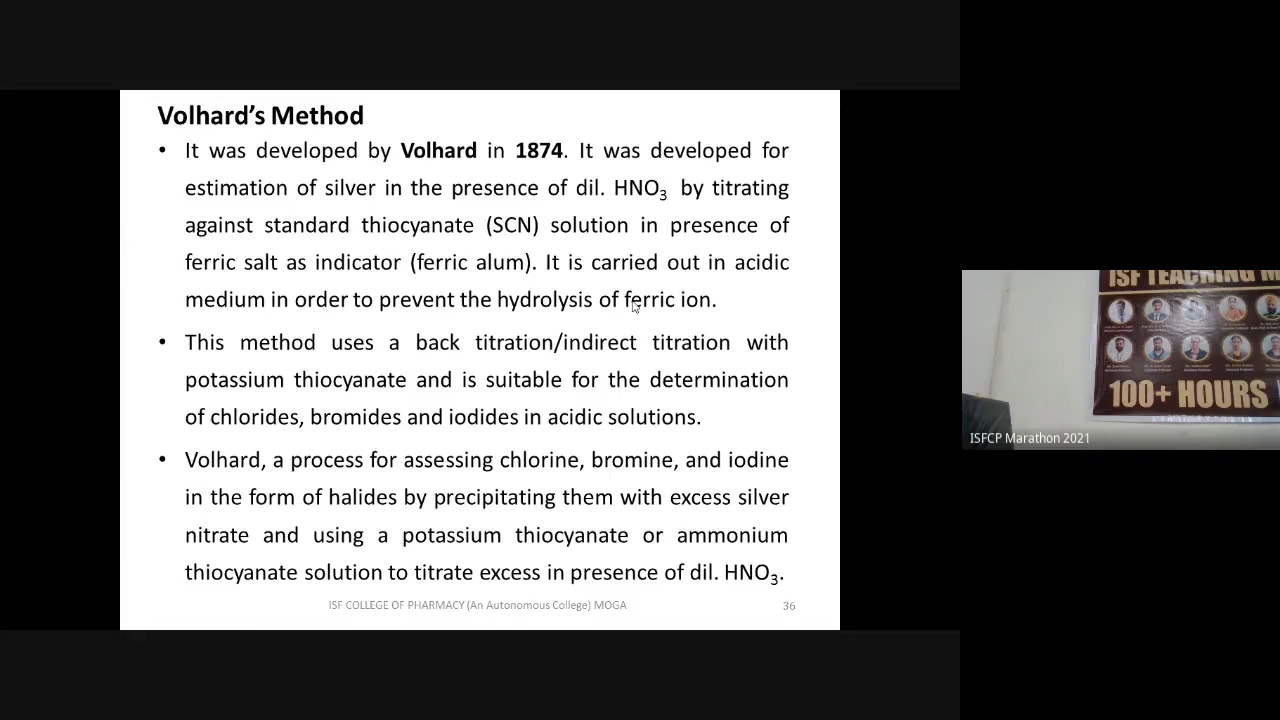 Volhard’s Method
• It was developed by Volhard in 1874. It was developed for
estimation of silver in the presence of dil. HNO₃ by titrating
against standard thiocyanate (SCN) solution in presence of
ferric salt as indicator (ferric alum). It is carried out in acidic
medium in order to prevent the hydrolysis of ferric ion.
• This method uses a back titration/indirect titration with
potassium thiocyanate and is suitable for the determination
of chlorides, bromides and iodides in acidic solutions.
• Volhard, a process for assessing chlorine, bromine, and iodine
in the form of halides by precipitating them with excess silver
nitrate and using a potassium thiocyanate or ammonium
thiocyanate solution to titrate excess in presence of dil. HNO₃.
ISF COLLEGE OF PHARMACY (An Autonomous College) MOGA 36
ISF TEACHING
100+ HOURS
ISFCP Marathon 2021